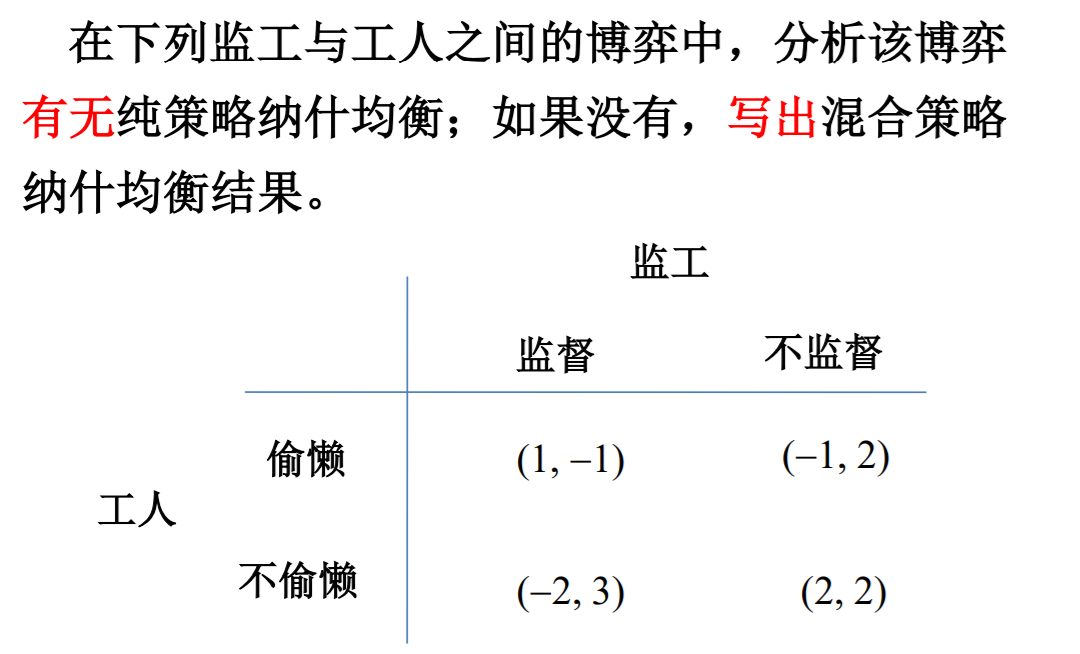 在下列监工与工人之间的博弈中，分析该博弈
有无纯策略纳什均衡；如果没有，写出混合策略
纳什均衡结果。
监工
监督 不监督
偷懒 (1, −1) (−1, 2)
工人
不偷懒 (−2, 3) (2, 2)